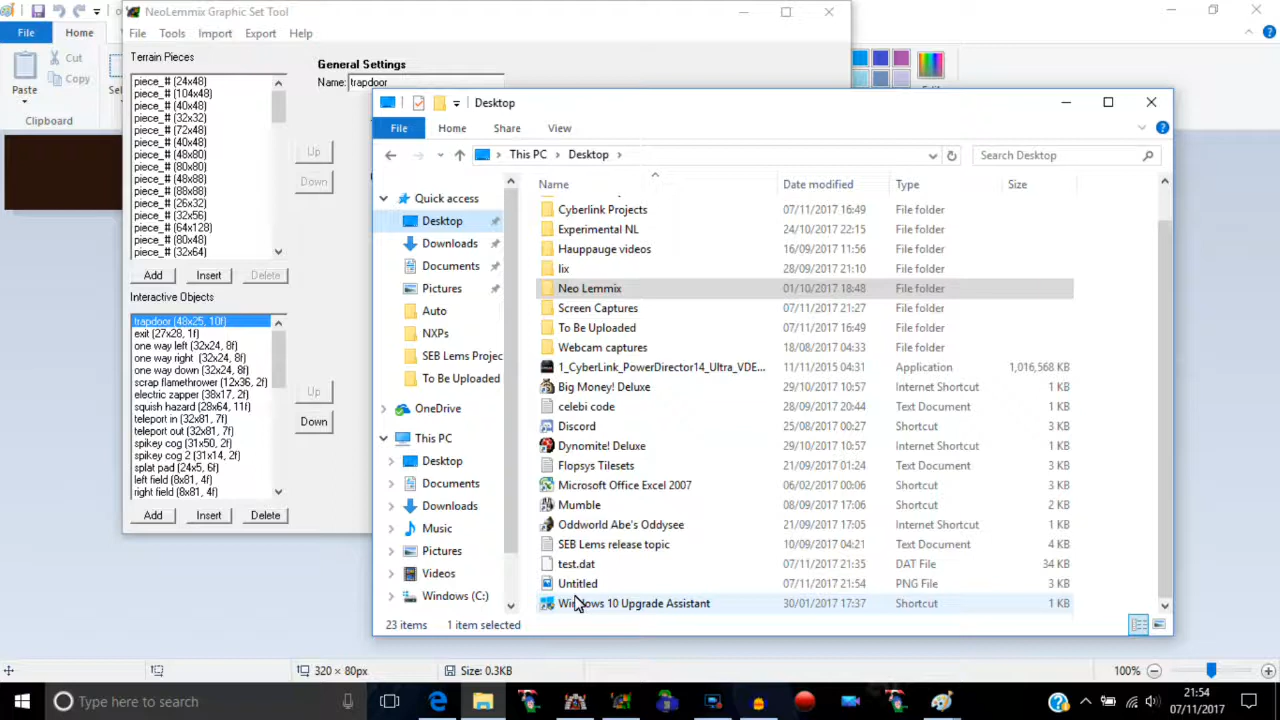 NeoLemmix Graphic Set Tool
File
Home
Cut
Copy
Paste
Clipboard
File Tools Import Export Help
Terrain Pieces
piece_# (24x48)
piece_# (104x48)
piece_# (40x48)
piece_# (32x32)
piece_# (72x48)
piece_# (40x48)
piece_# (48x80)
piece_# (80x80)
piece_# (48x88)
piece_# (88x88)
piece_# (26x32)
piece_# (32x56)
piece_# (64x128)
piece_# (80x48)
piece_# (32x64)
Add Insert Delete
Up
Down
General Settings
Name: trapdoor
Interactive Objects
trapdoor (48x25, 10f)
exit (27x28, 1f)
one way left (32x24, 8f)
one way right (32x24, 8f)
one way down (32x24, 8f)
scrap flamethrower (12x36, 2f)
electric zapper (38x17, 2f)
squish hazard (28x64, 11f)
teleport in (32x81, 7f)
teleport out (32x81, 7f)
spikey cog (31x50, 2f)
spikey cog 2 (31x14, 2f)
splat pad (24x5, 6f)
left field (8x81, 4f)
right field (8x81, 4f)
Up
Down
Add Insert Delete
Desktop
File Home Share View
This PC Desktop
Search Desktop
Quick access
Desktop
Downloads
Documents
Pictures
Auto
NXPs
SEB Lems Projec
To Be Uploaded
OneDrive
This PC
Desktop
Documents
Downloads
Music
Pictures
Videos
Windows (C:)
Name Date modified Type Size
Cyberlink Projects 07/11/2017 16:49 File folder
Experimental NL 24/10/2017 22:15 File folder
Hauppauge videos 16/09/2017 11:56 File folder
lix 28/09/2017 21:10 File folder
Neo Lemmix 01/10/2017 18:48 File folder
Screen Captures 07/11/2017 21:27 File folder
To Be Uploaded 07/11/2017 16:49 File folder
Webcam captures 18/08/2017 04:33 File folder
1_CyberLink_PowerDirector14_Ultra_VDE... 11/11/2015 04:31 Application 1,016,568 KB
Big Money! Deluxe 29/10/2017 10:57 Internet Shortcut 1 KB
celebi code 28/09/2017 20:44 Text Document 1 KB
Discord 25/08/2017 00:27 Shortcut 3 KB
Dynomite! Deluxe 29/10/2017 10:57 Internet Shortcut 1 KB
Flopsys Tilesets 21/09/2017 01:24 Text Document 2 KB
Microsoft Office Excel 2007 06/02/2017 00:06 Shortcut 3 KB
Mumble 08/09/2017 17:06 Shortcut 2 KB
Oddworld Abe's Oddysee 21/09/2017 17:05 Internet Shortcut 1 KB
SEB Lems release topic 10/09/2017 04:21 Text Document 4 KB
test.dat 07/11/2017 21:35 DAT File 34 KB
Untitled 07/11/2017 21:54 PNG File 3 KB
Windows 10 Upgrade Assistant 30/01/2017 17:37 Shortcut 1 KB
23 items 1 item selected
320 × 80px
Size: 0.3KB
100%
Type here to search
21:54
07/11/2017